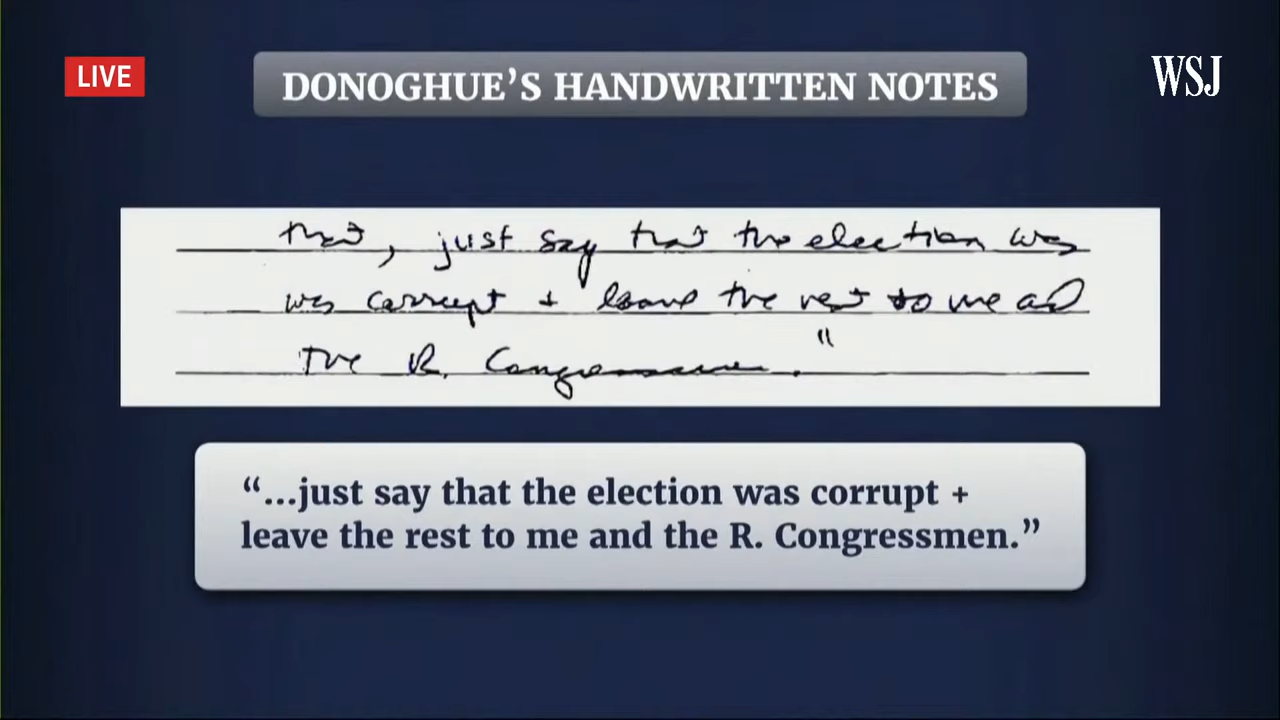 LIVE
DONOGHUE’S HANDWRITTEN NOTES
WSJ
that, just say that the election was
was corrupt + leave the rest to me and
the R. Congressmen."
“...just say that the election was corrupt +
leave the rest to me and the R. Congressmen.”